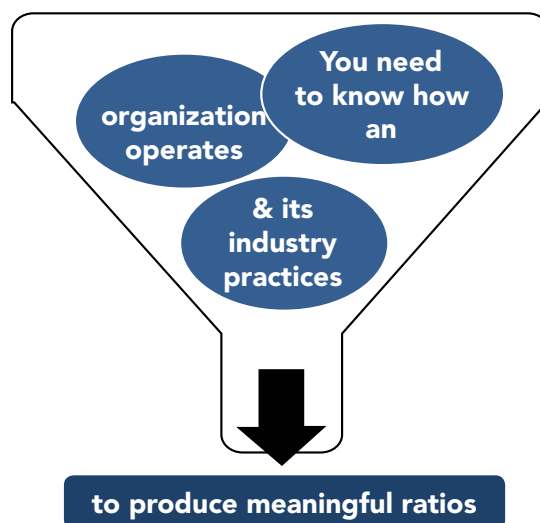 You need
to know how
an
organization
operates
& its
industry
practices
to produce meaningful ratios